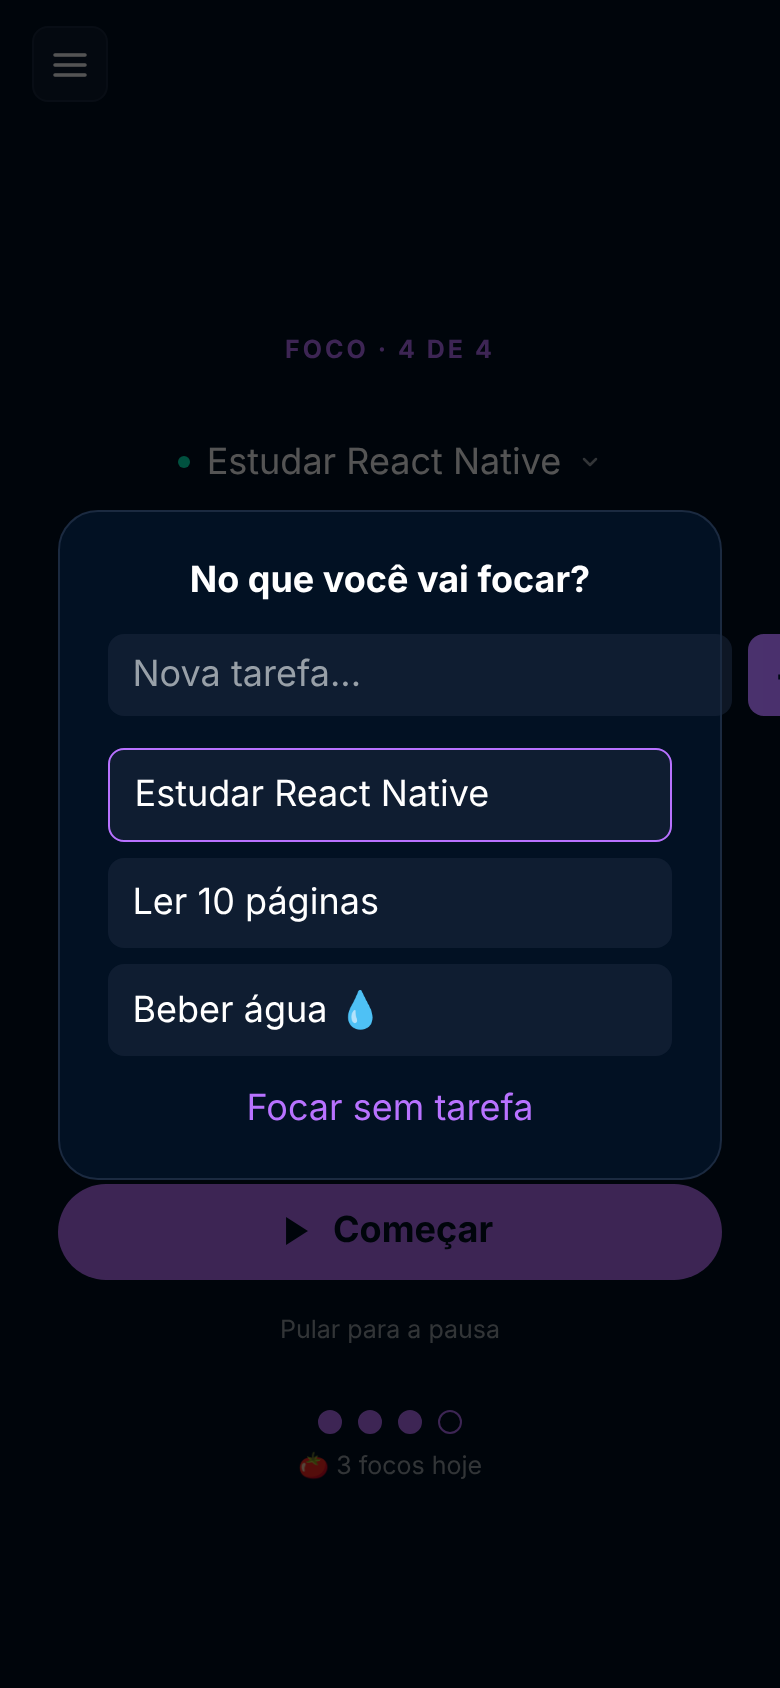 FOCO · 4 DE 4
Estudar React Native
No que você vai focar?
Nova tarefa...
Estudar React Native
Ler 10 páginas
Beber água 💧
Focar sem tarefa
Começar
Pular para a pausa
🍅 3 focos hoje